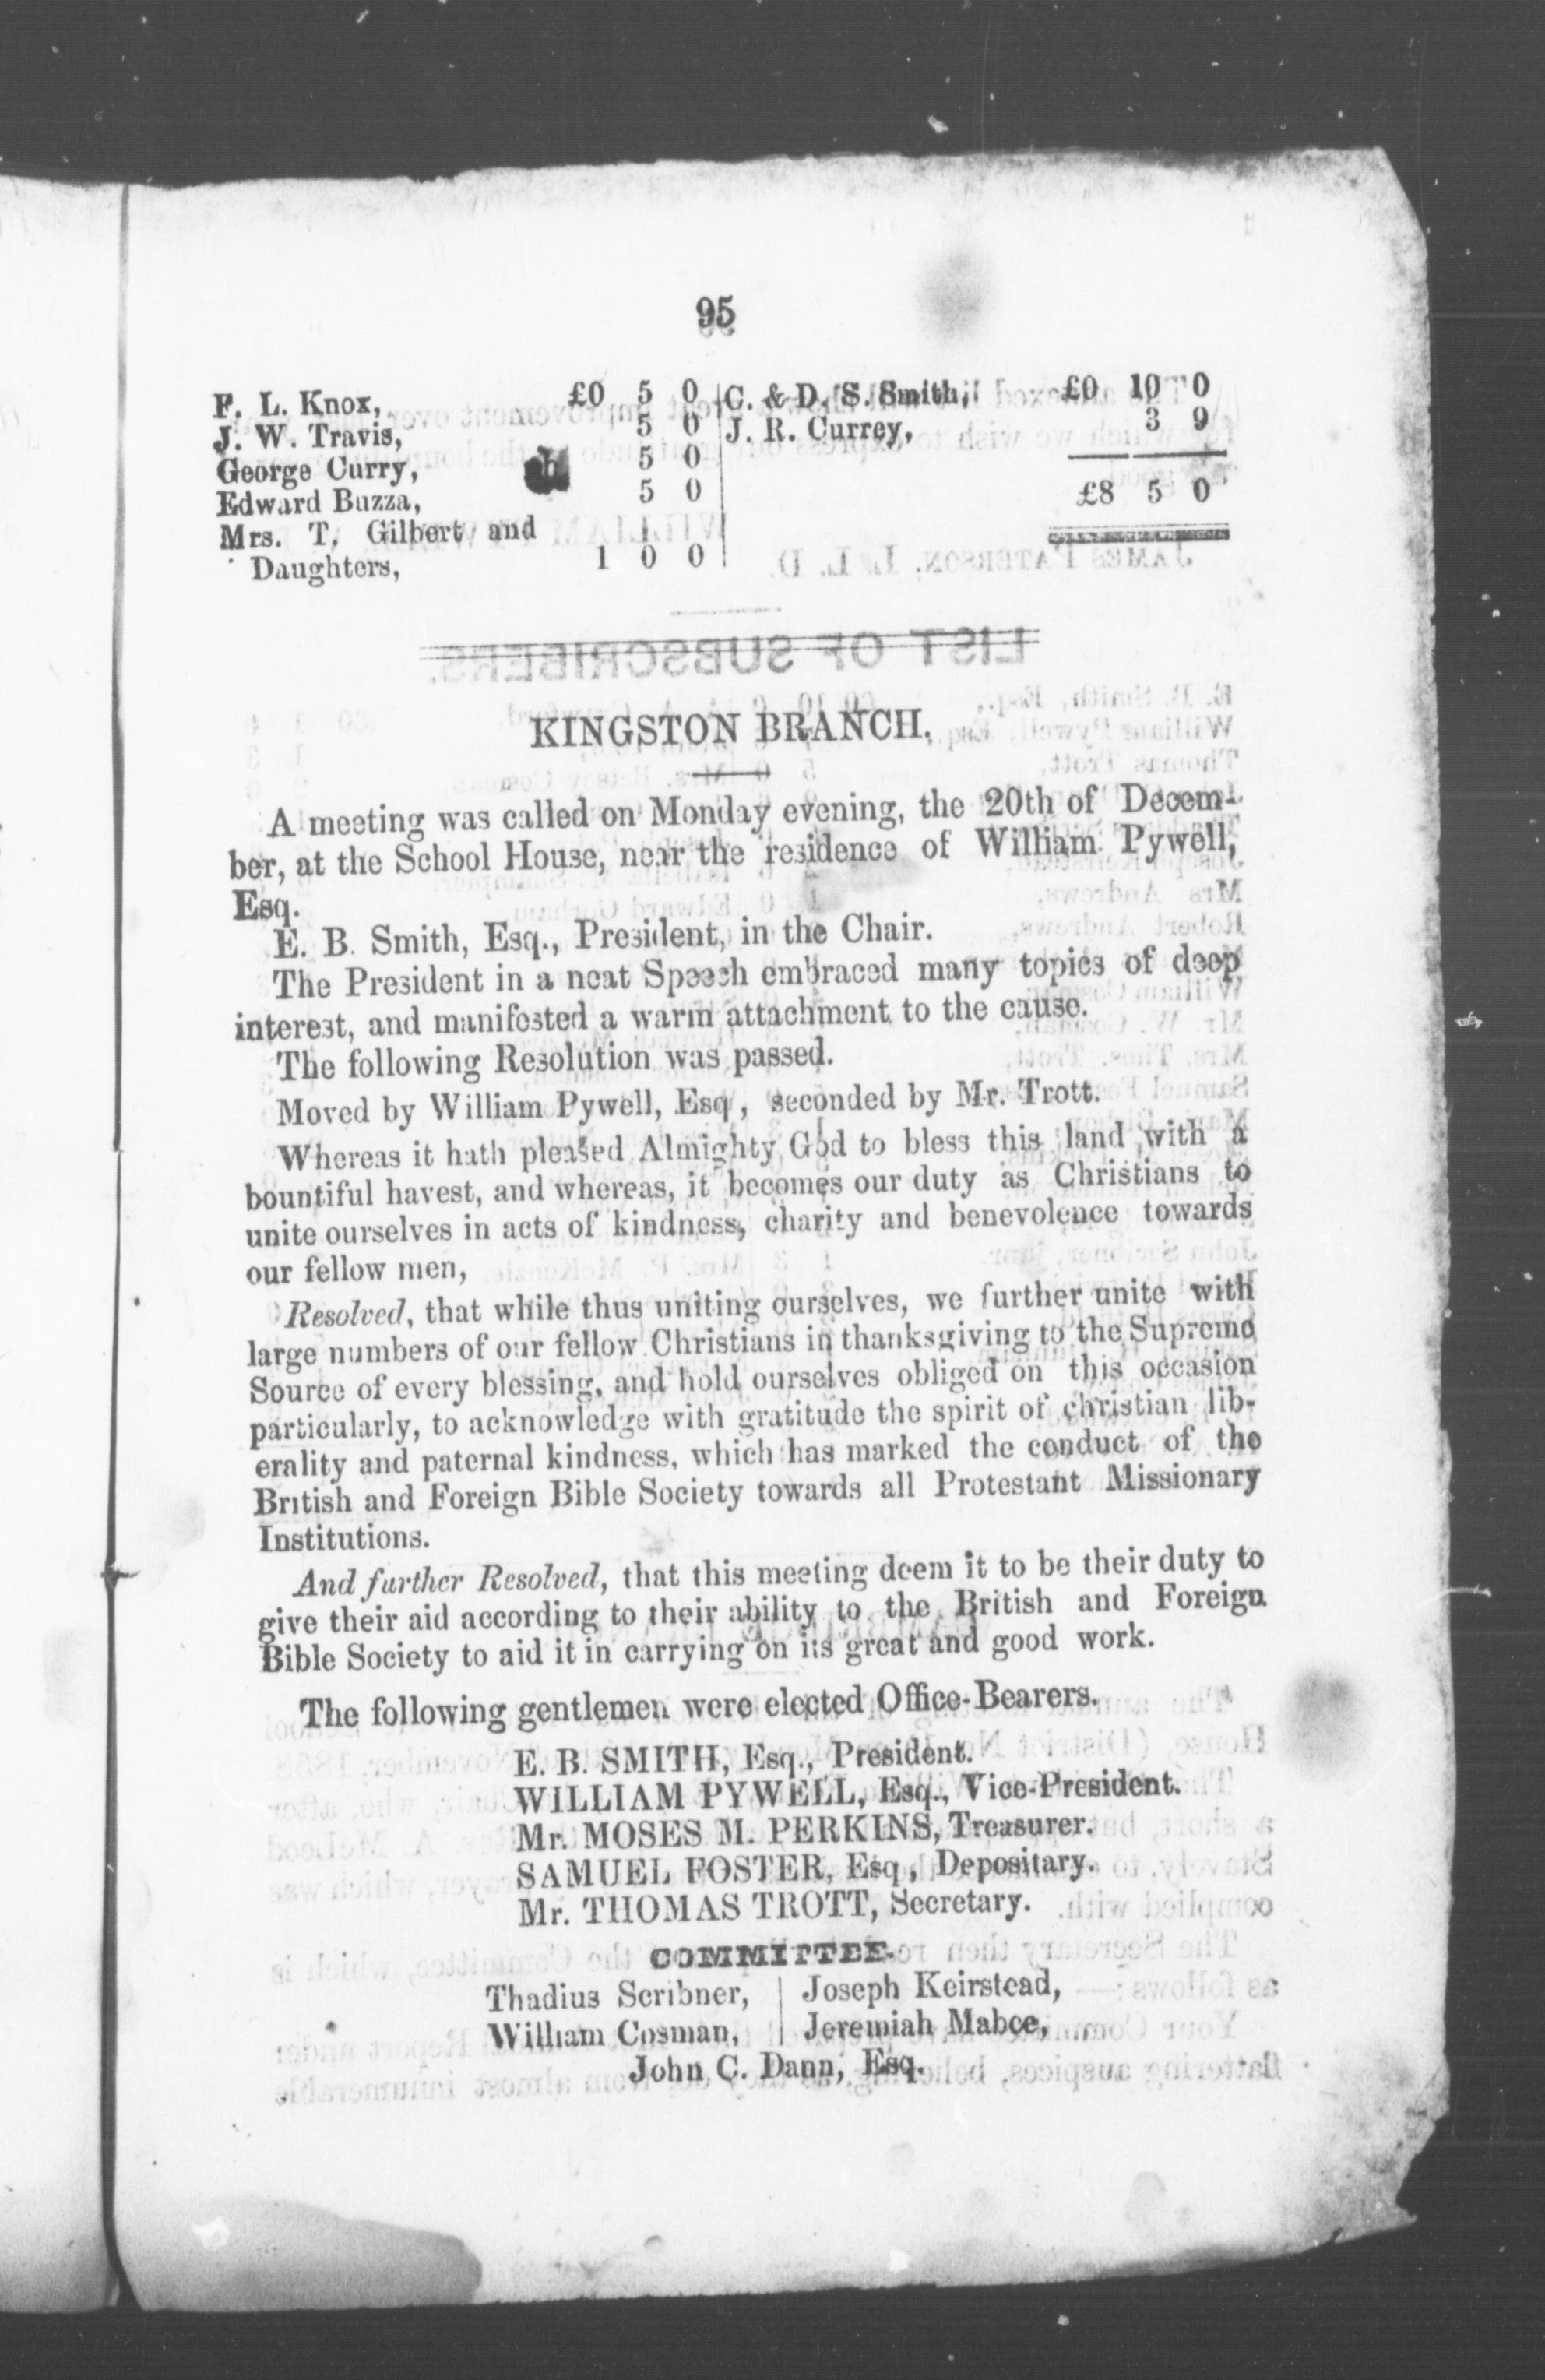 95
F. L. Knox, £0 5 0
J. W. Travis, 5 0
George Curry, 5 0
Edward Buzza, 5 0
Mrs. T. Gilbert and
Daughters, 1 0 0
C. & D. S. Smith, £0 10 0
J. R. Currey, 3 9
£8 5 0
KINGSTON BRANCH.
A meeting was called on Monday evening, the 20th of Decem-
ber, at the School House, near the residence of William Pywell,
Esq.
E. B. Smith, Esq., President, in the Chair.
The President in a neat Speech embraced many topics of deep
interest, and manifested a warm attachment to the cause.
The following Resolution was passed.
Moved by William Pywell, Esq, seconded by Mr. Trott.
Whereas it hath pleased Almighty God to bless this land with a
bountiful havest, and whereas, it becomes our duty as Christians to
unite ourselves in acts of kindness, charity and benevolence towards
our fellow men,
Resolved, that while thus uniting ourselves, we further unite with
large numbers of our fellow Christians in thanksgiving to the Supreme
Source of every blessing, and hold ourselves obliged on this occasion
particularly, to acknowledge with gratitude the spirit of christian lib-
erality and paternal kindness, which has marked the conduct of the
British and Foreign Bible Society towards all Protestant Missionary
Institutions.
And further Resolved, that this meeting deem it to be their duty to
give their aid according to their ability to the British and Foreign
Bible Society to aid it in carrying on its great and good work.
The following gentlemen were elected Office-Bearers.
E. B. SMITH, Esq., President.
WILLIAM PYWELL, Esq., Vice-President.
Mr. MOSES M. PERKINS, Treasurer.
SAMUEL FOSTER, Esq, Depositary.
Mr. THOMAS TROTT, Secretary.
COMMITTEE.
Thadius Scribner, | Joseph Keirstead,
William Cosman, | Jeremiah Mabee,
John C. Dann, Esq.